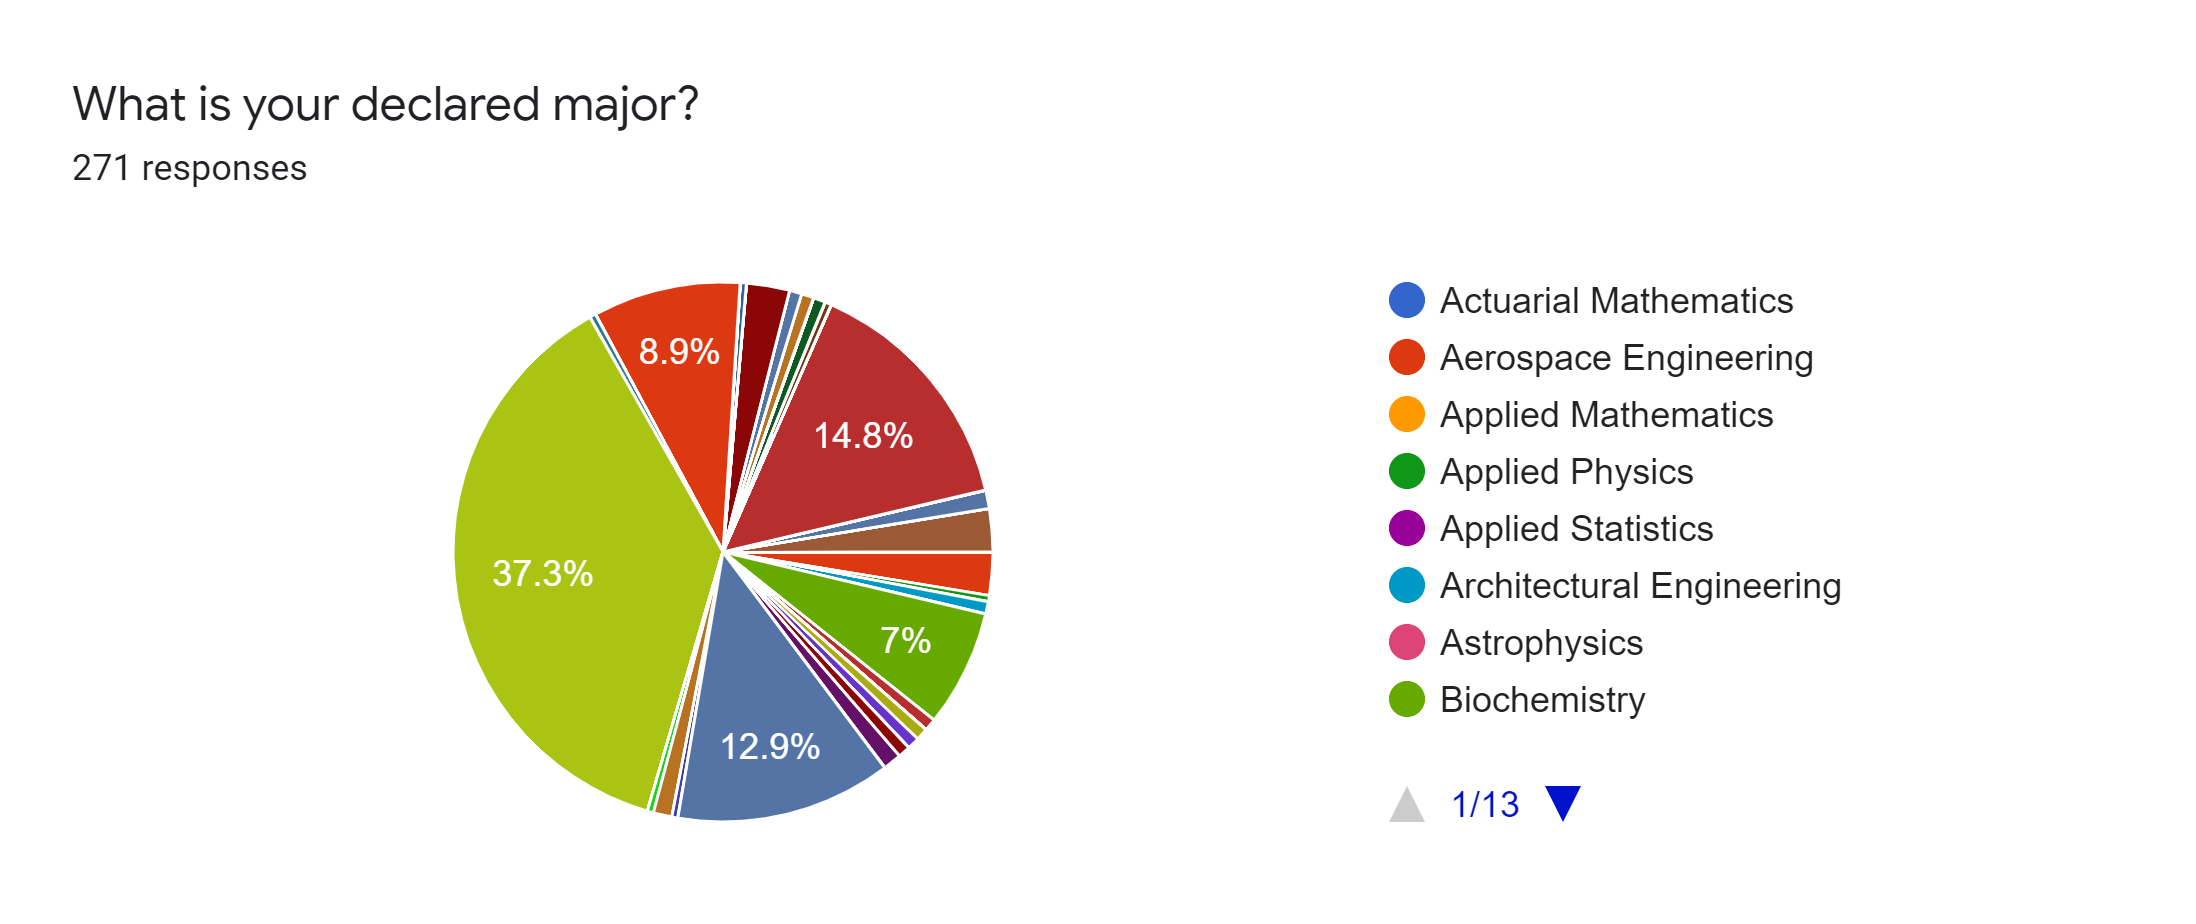 What is your declared major?
271 responses
8.9%
14.8%
37.3%
7%
12.9%
Actuarial Mathematics
Aerospace Engineering
Applied Mathematics
Applied Physics
Applied Statistics
Architectural Engineering
Astrophysics
Biochemistry
1/13